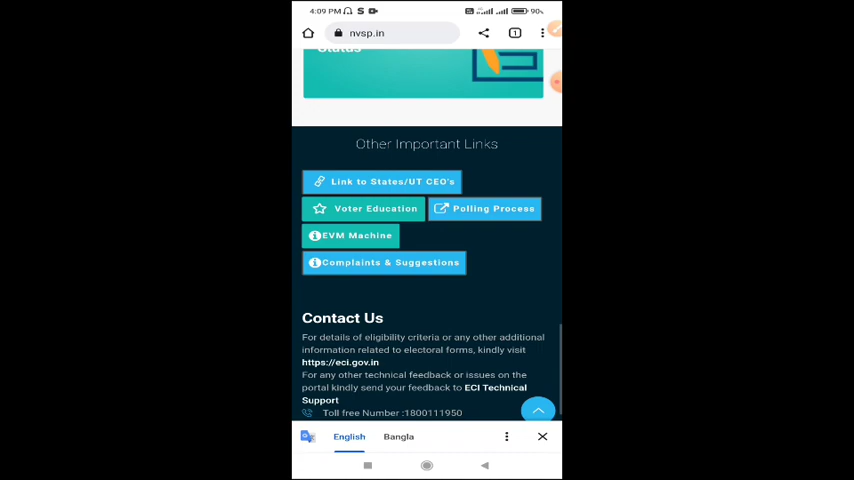 4:09 PM
90%
nvsp.in
1
Status
Other Important Links
Link to States/UT CEO's
Voter Education
Polling Process
EVM Machine
Complaints & Suggestions
Contact Us
For details of eligibility criteria or any other additional
information related to electoral forms, kindly visit
https://eci.gov.in
For any other technical feedback or issues on the
portal kindly send your feedback to ECI Technical
Support
Toll free Number :1800111950
English
Bangla